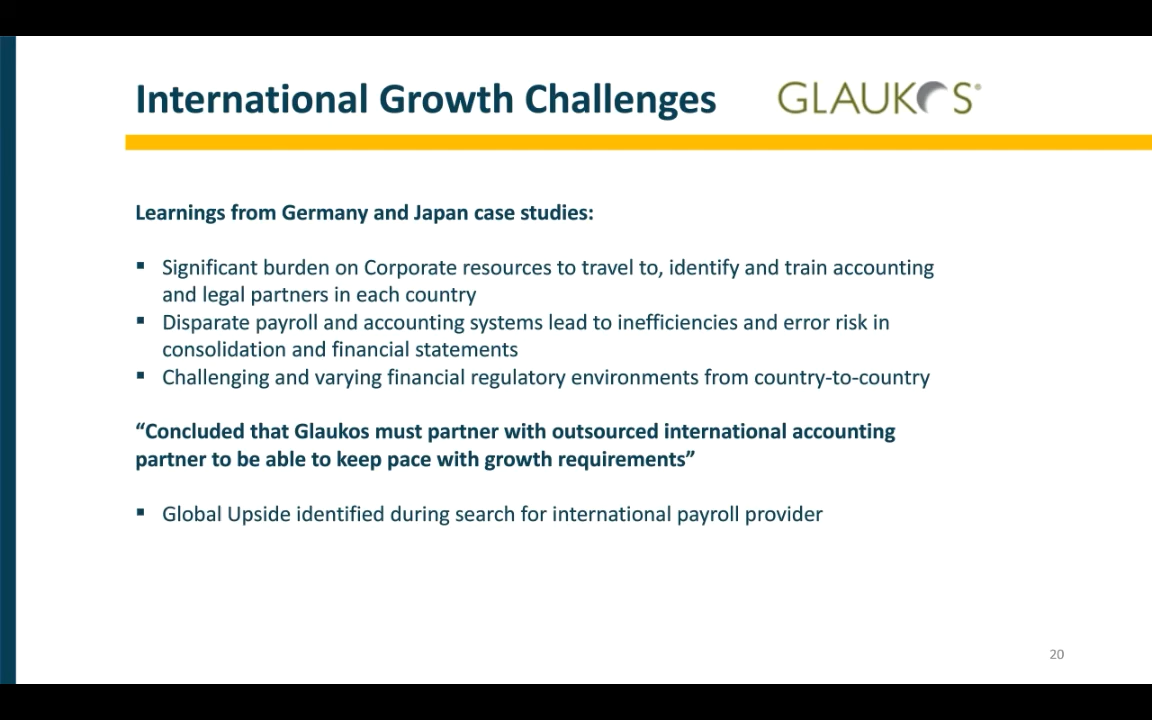 International Growth Challenges
GLAUKOS®
Learnings from Germany and Japan case studies:
▪ Significant burden on Corporate resources to travel to, identify and train accounting
and legal partners in each country
▪ Disparate payroll and accounting systems lead to inefficiencies and error risk in
consolidation and financial statements
▪ Challenging and varying financial regulatory environments from country-to-country
“Concluded that Glaukos must partner with outsourced international accounting
partner to be able to keep pace with growth requirements”
▪ Global Upside identified during search for international payroll provider
20